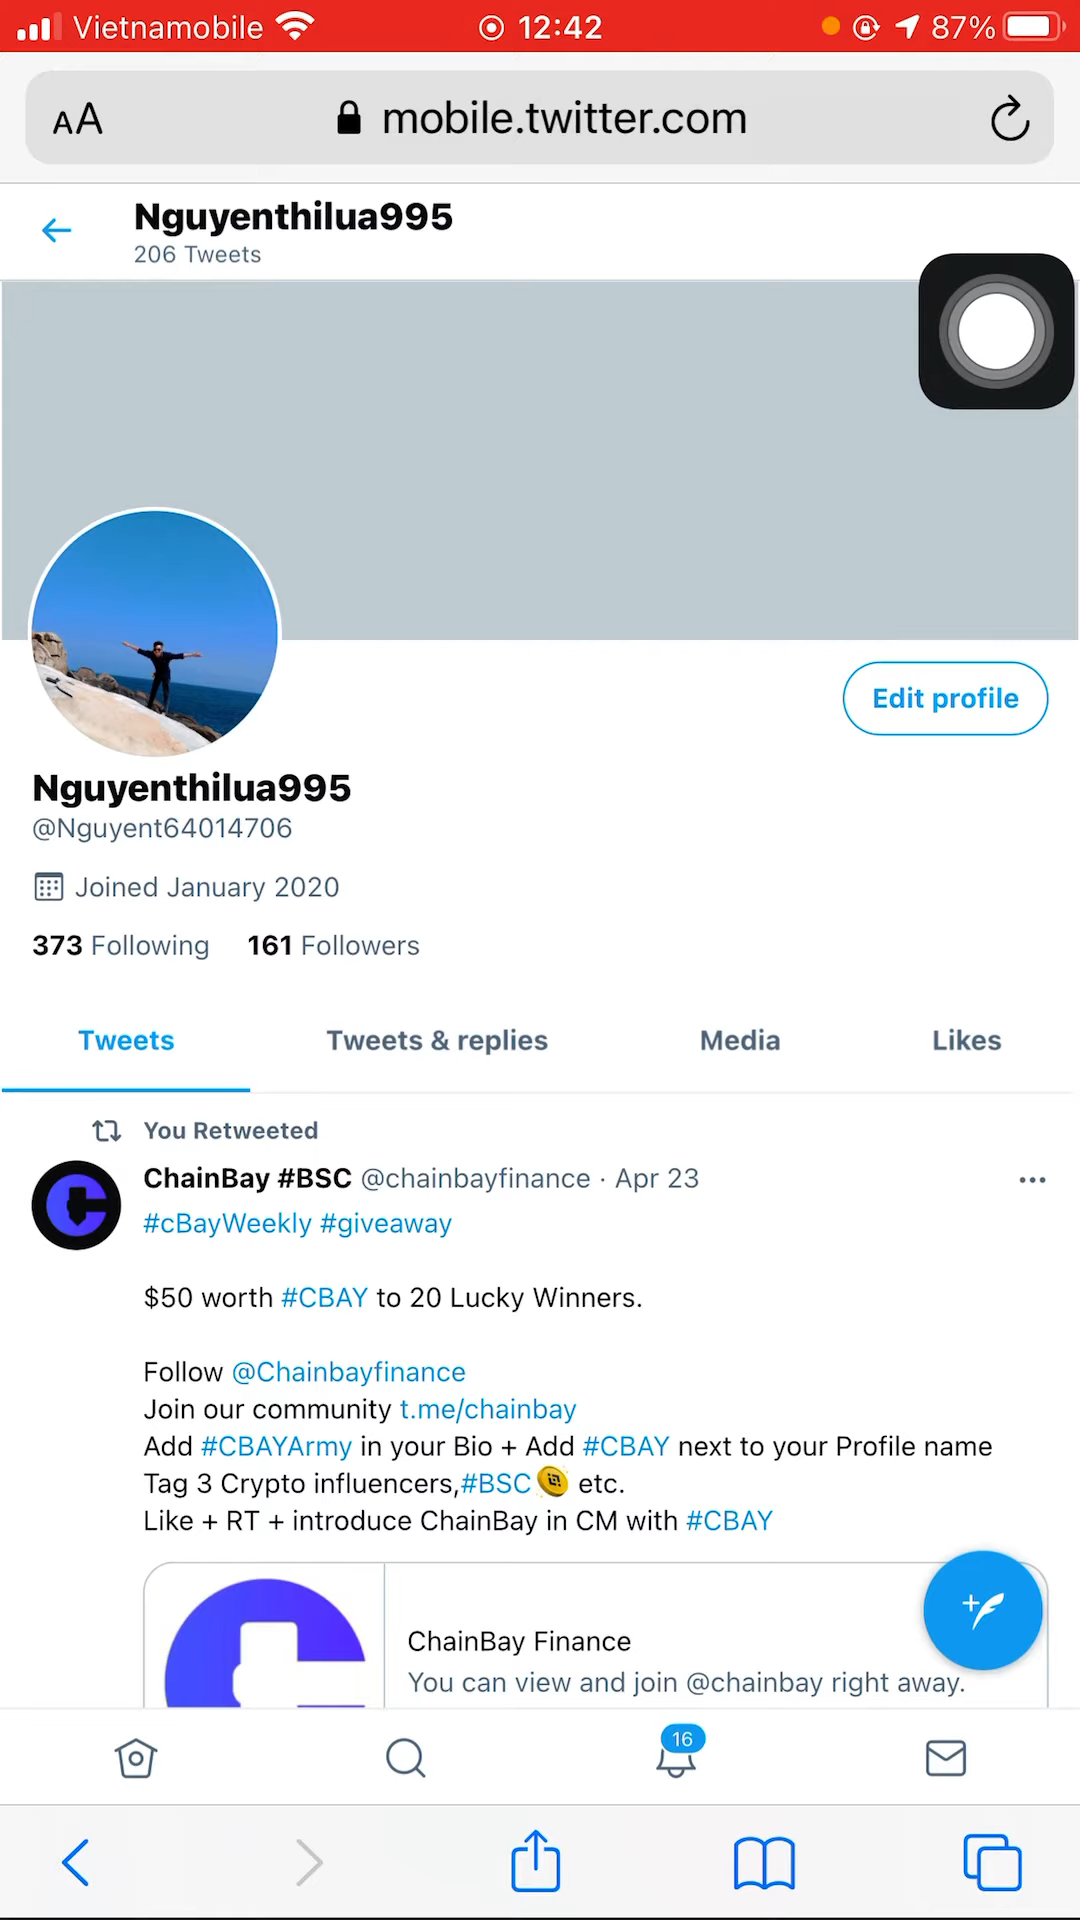 Vietnamobile 12:42 87%
AA mobile.twitter.com
Nguyenthilua995
206 Tweets
Edit profile
Nguyenthilua995
@Nguyent64014706
Joined January 2020
373 Following 161 Followers
Tweets Tweets & replies Media Likes
You Retweeted
ChainBay #BSC @chainbayfinance · Apr 23
#cBayWeekly #giveaway
$50 worth #CBAY to 20 Lucky Winners.
Follow @Chainbayfinance
Join our community t.me/chainbay
Add #CBAYArmy in your Bio + Add #CBAY next to your Profile name
Tag 3 Crypto influencers,#BSC etc.
Like + RT + introduce ChainBay in CM with #CBAY
ChainBay Finance
You can view and join @chainbay right away.
16